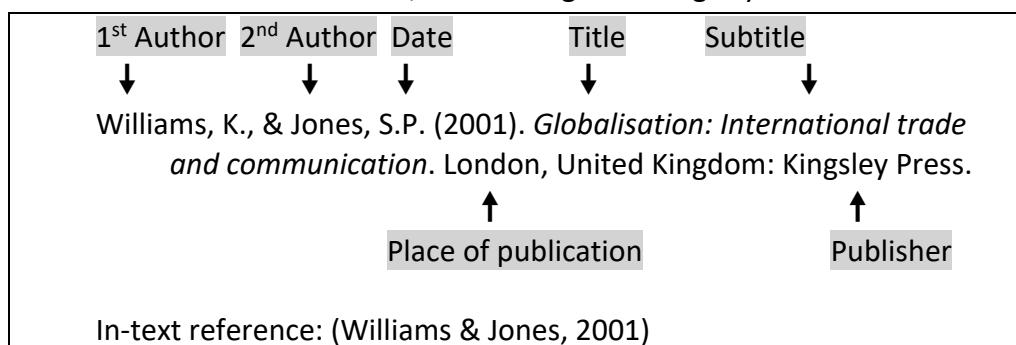 1st Author 2nd Author Date Title Subtitle
Williams, K., & Jones, S.P. (2001). Globalisation: International trade
and communication. London, United Kingdom: Kingsley Press.
Place of publication Publisher
In-text reference: (Williams & Jones, 2001)